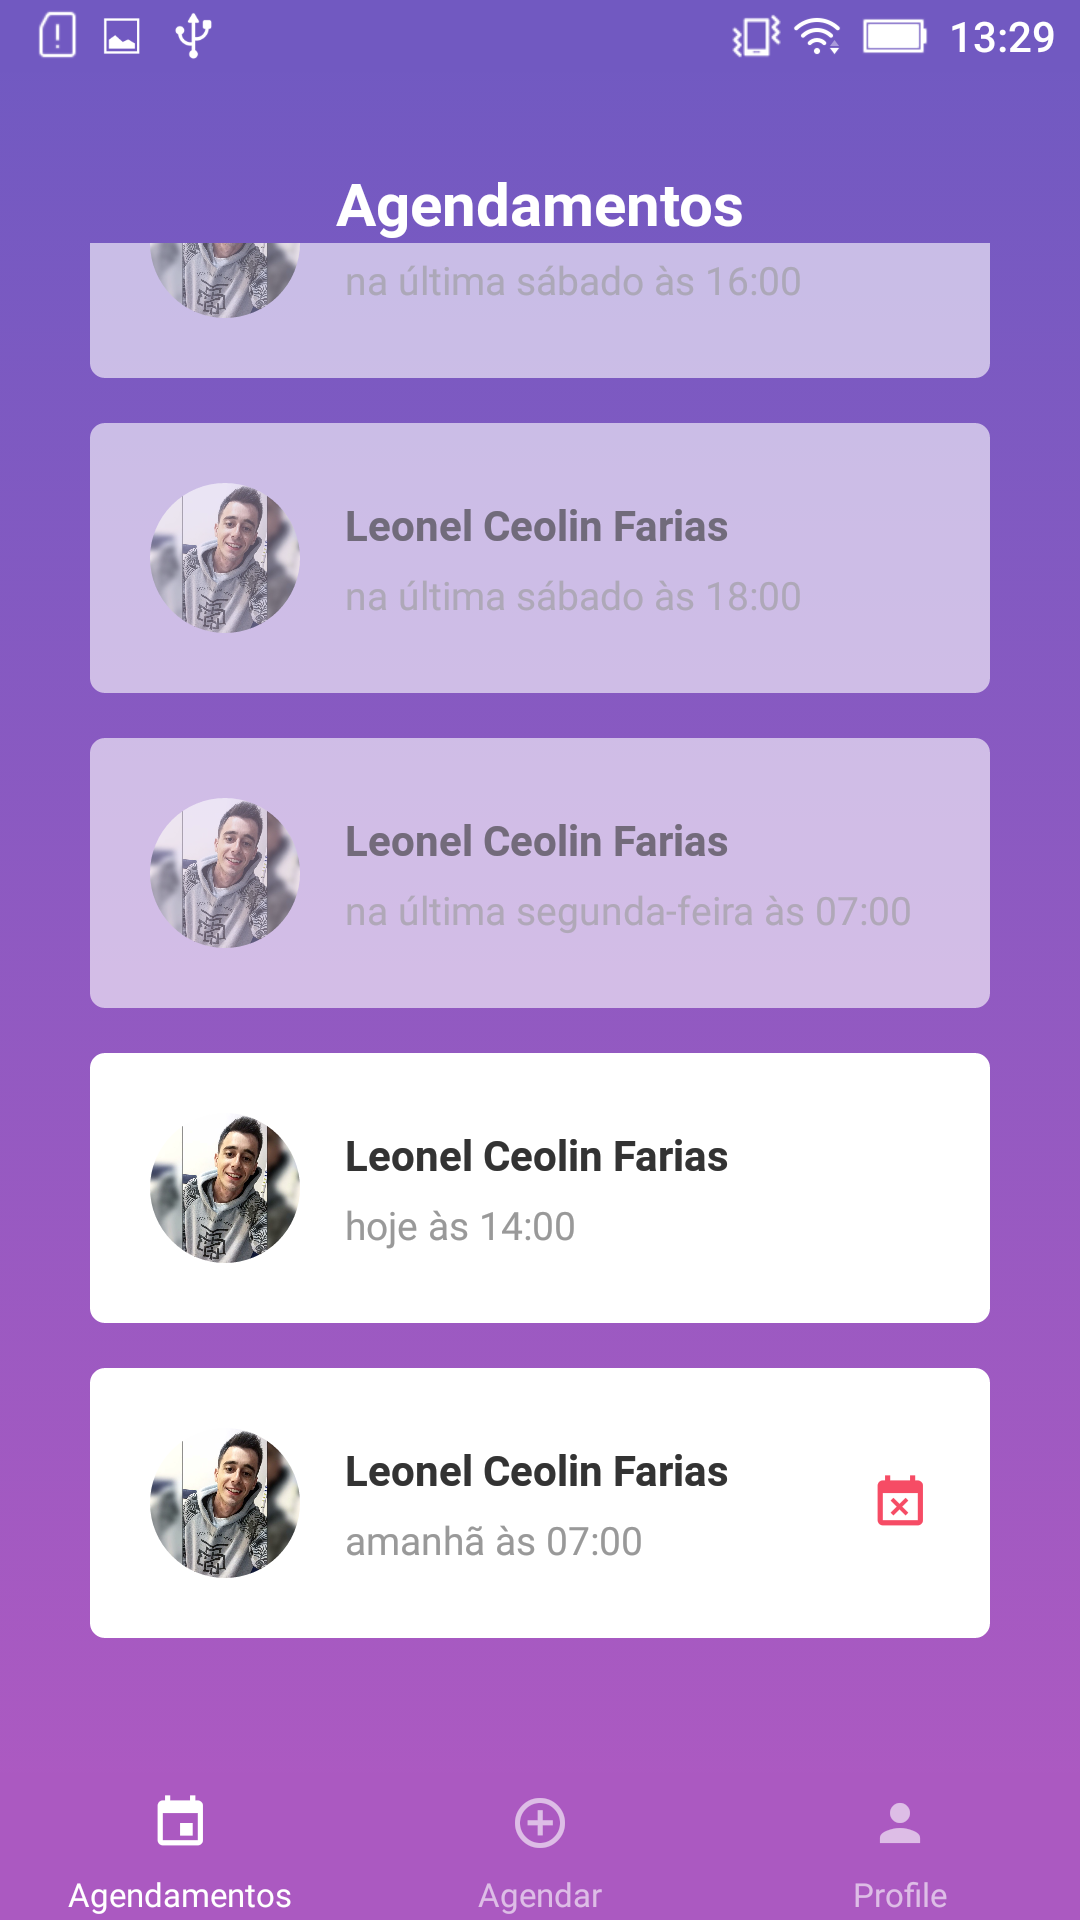 13:29
Agendamentos
na última sábado às 16:00
Leonel Ceolin Farias
na última sábado às 18:00
Leonel Ceolin Farias
na última segunda-feira às 07:00
Leonel Ceolin Farias
hoje às 14:00
Leonel Ceolin Farias
amanhã às 07:00
Agendamentos
Agendar
Profile